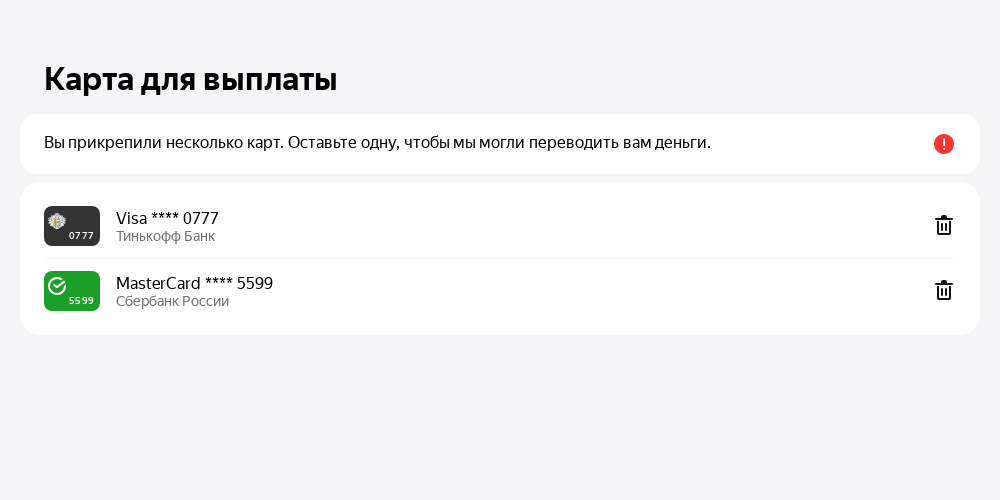 Карта для выплаты
Вы прикрепили несколько карт. Оставьте одну, чтобы мы могли переводить вам деньги.
Visa **** 0777
0777
Тинькофф Банк
MasterCard **** 5599
5599
Сбербанк России